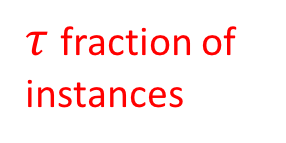 τ fraction of
instances